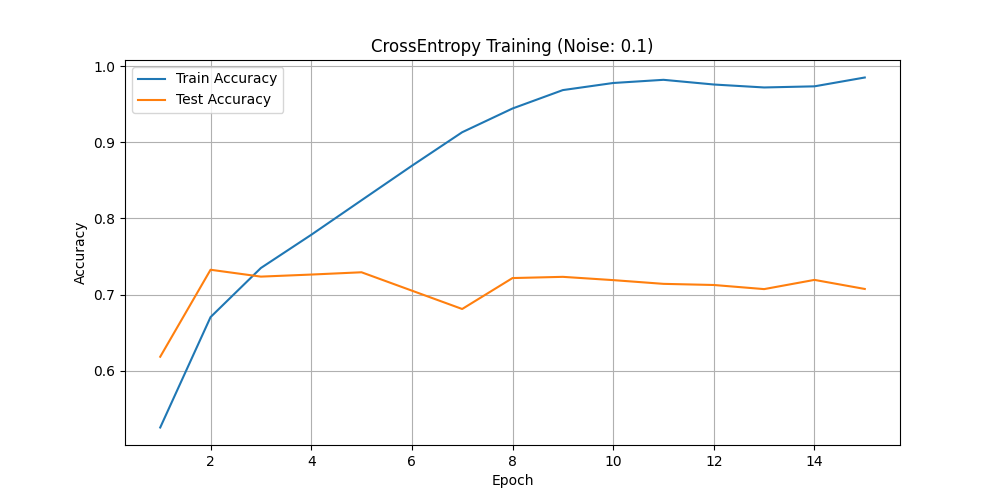 CrossEntropy Training (Noise: 0.1)
Train Accuracy
Test Accuracy
1.0
0.9
0.8
0.7
0.6
Accuracy
2 4 6 8 10 12 14
Epoch